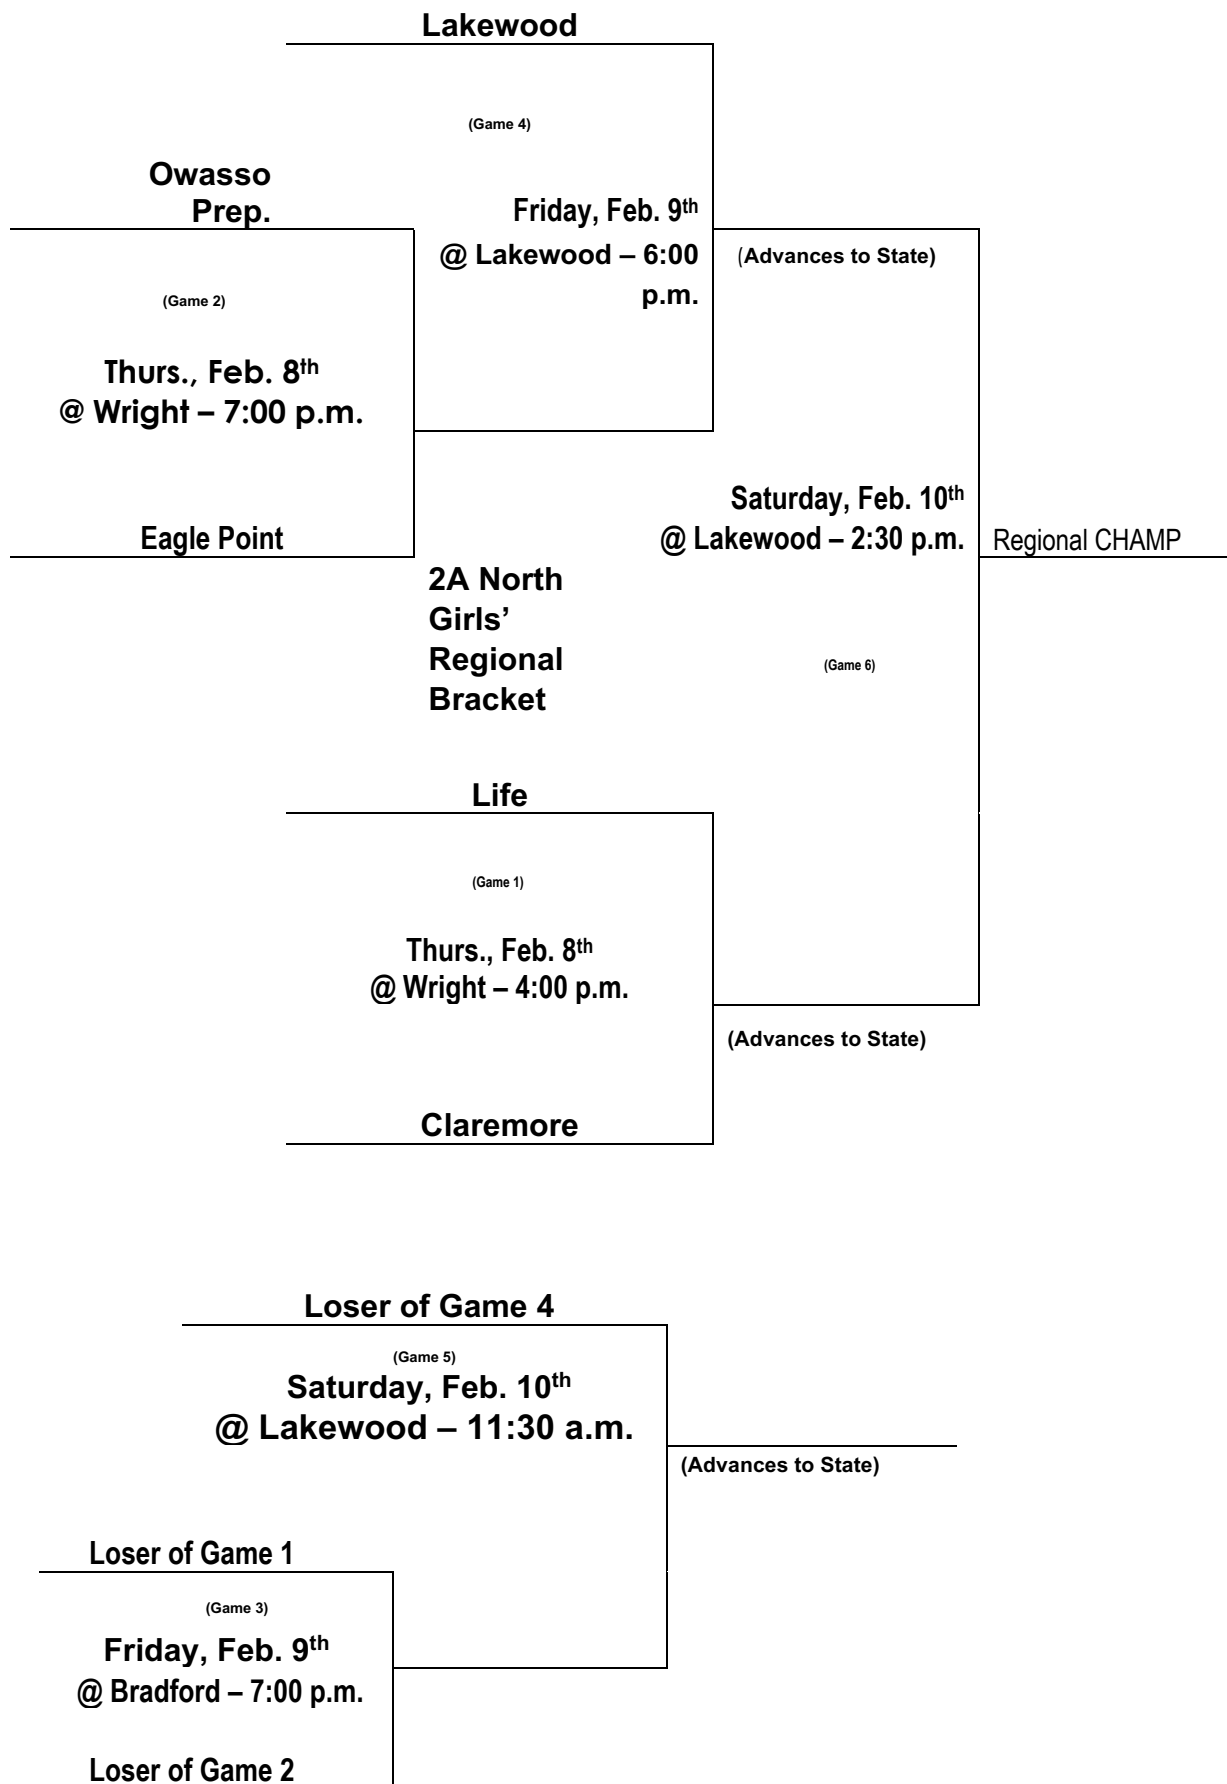 Lakewood
(Game 4)
Owasso
Prep.
Friday, Feb. 9th
@ Lakewood – 6:00
p.m.
(Advances to State)
(Game 2)
Thurs., Feb. 8th
@ Wright – 7:00 p.m.
Saturday, Feb. 10th
@ Lakewood – 2:30 p.m.
Regional CHAMP
Eagle Point
2A North
Girls’
Regional
Bracket
(Game 6)
Life
(Game 1)
Thurs., Feb. 8th
@ Wright – 4:00 p.m.
(Advances to State)
Claremore
Loser of Game 4
(Game 5)
Saturday, Feb. 10th
@ Lakewood – 11:30 a.m.
(Advances to State)
Loser of Game 1
(Game 3)
Friday, Feb. 9th
@ Bradford – 7:00 p.m.
Loser of Game 2